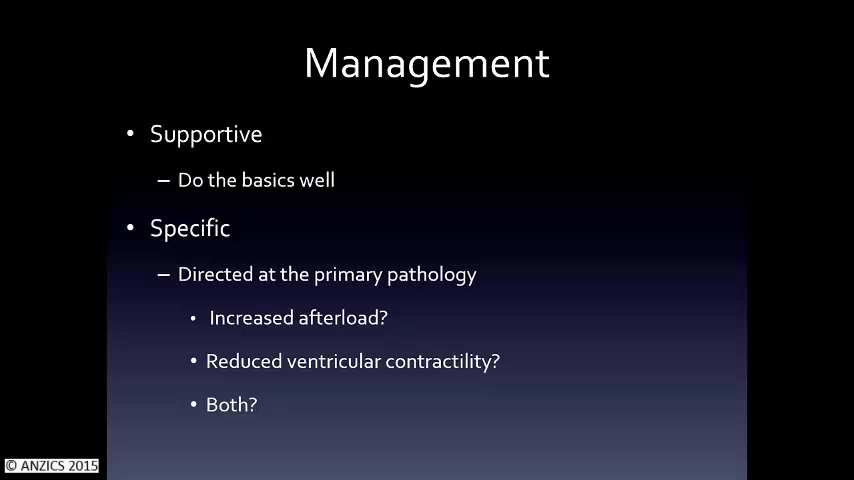 Management
• Supportive
– Do the basics well
• Specific
– Directed at the primary pathology
• Increased afterload?
• Reduced ventricular contractility?
• Both?
© ANZICS 2015